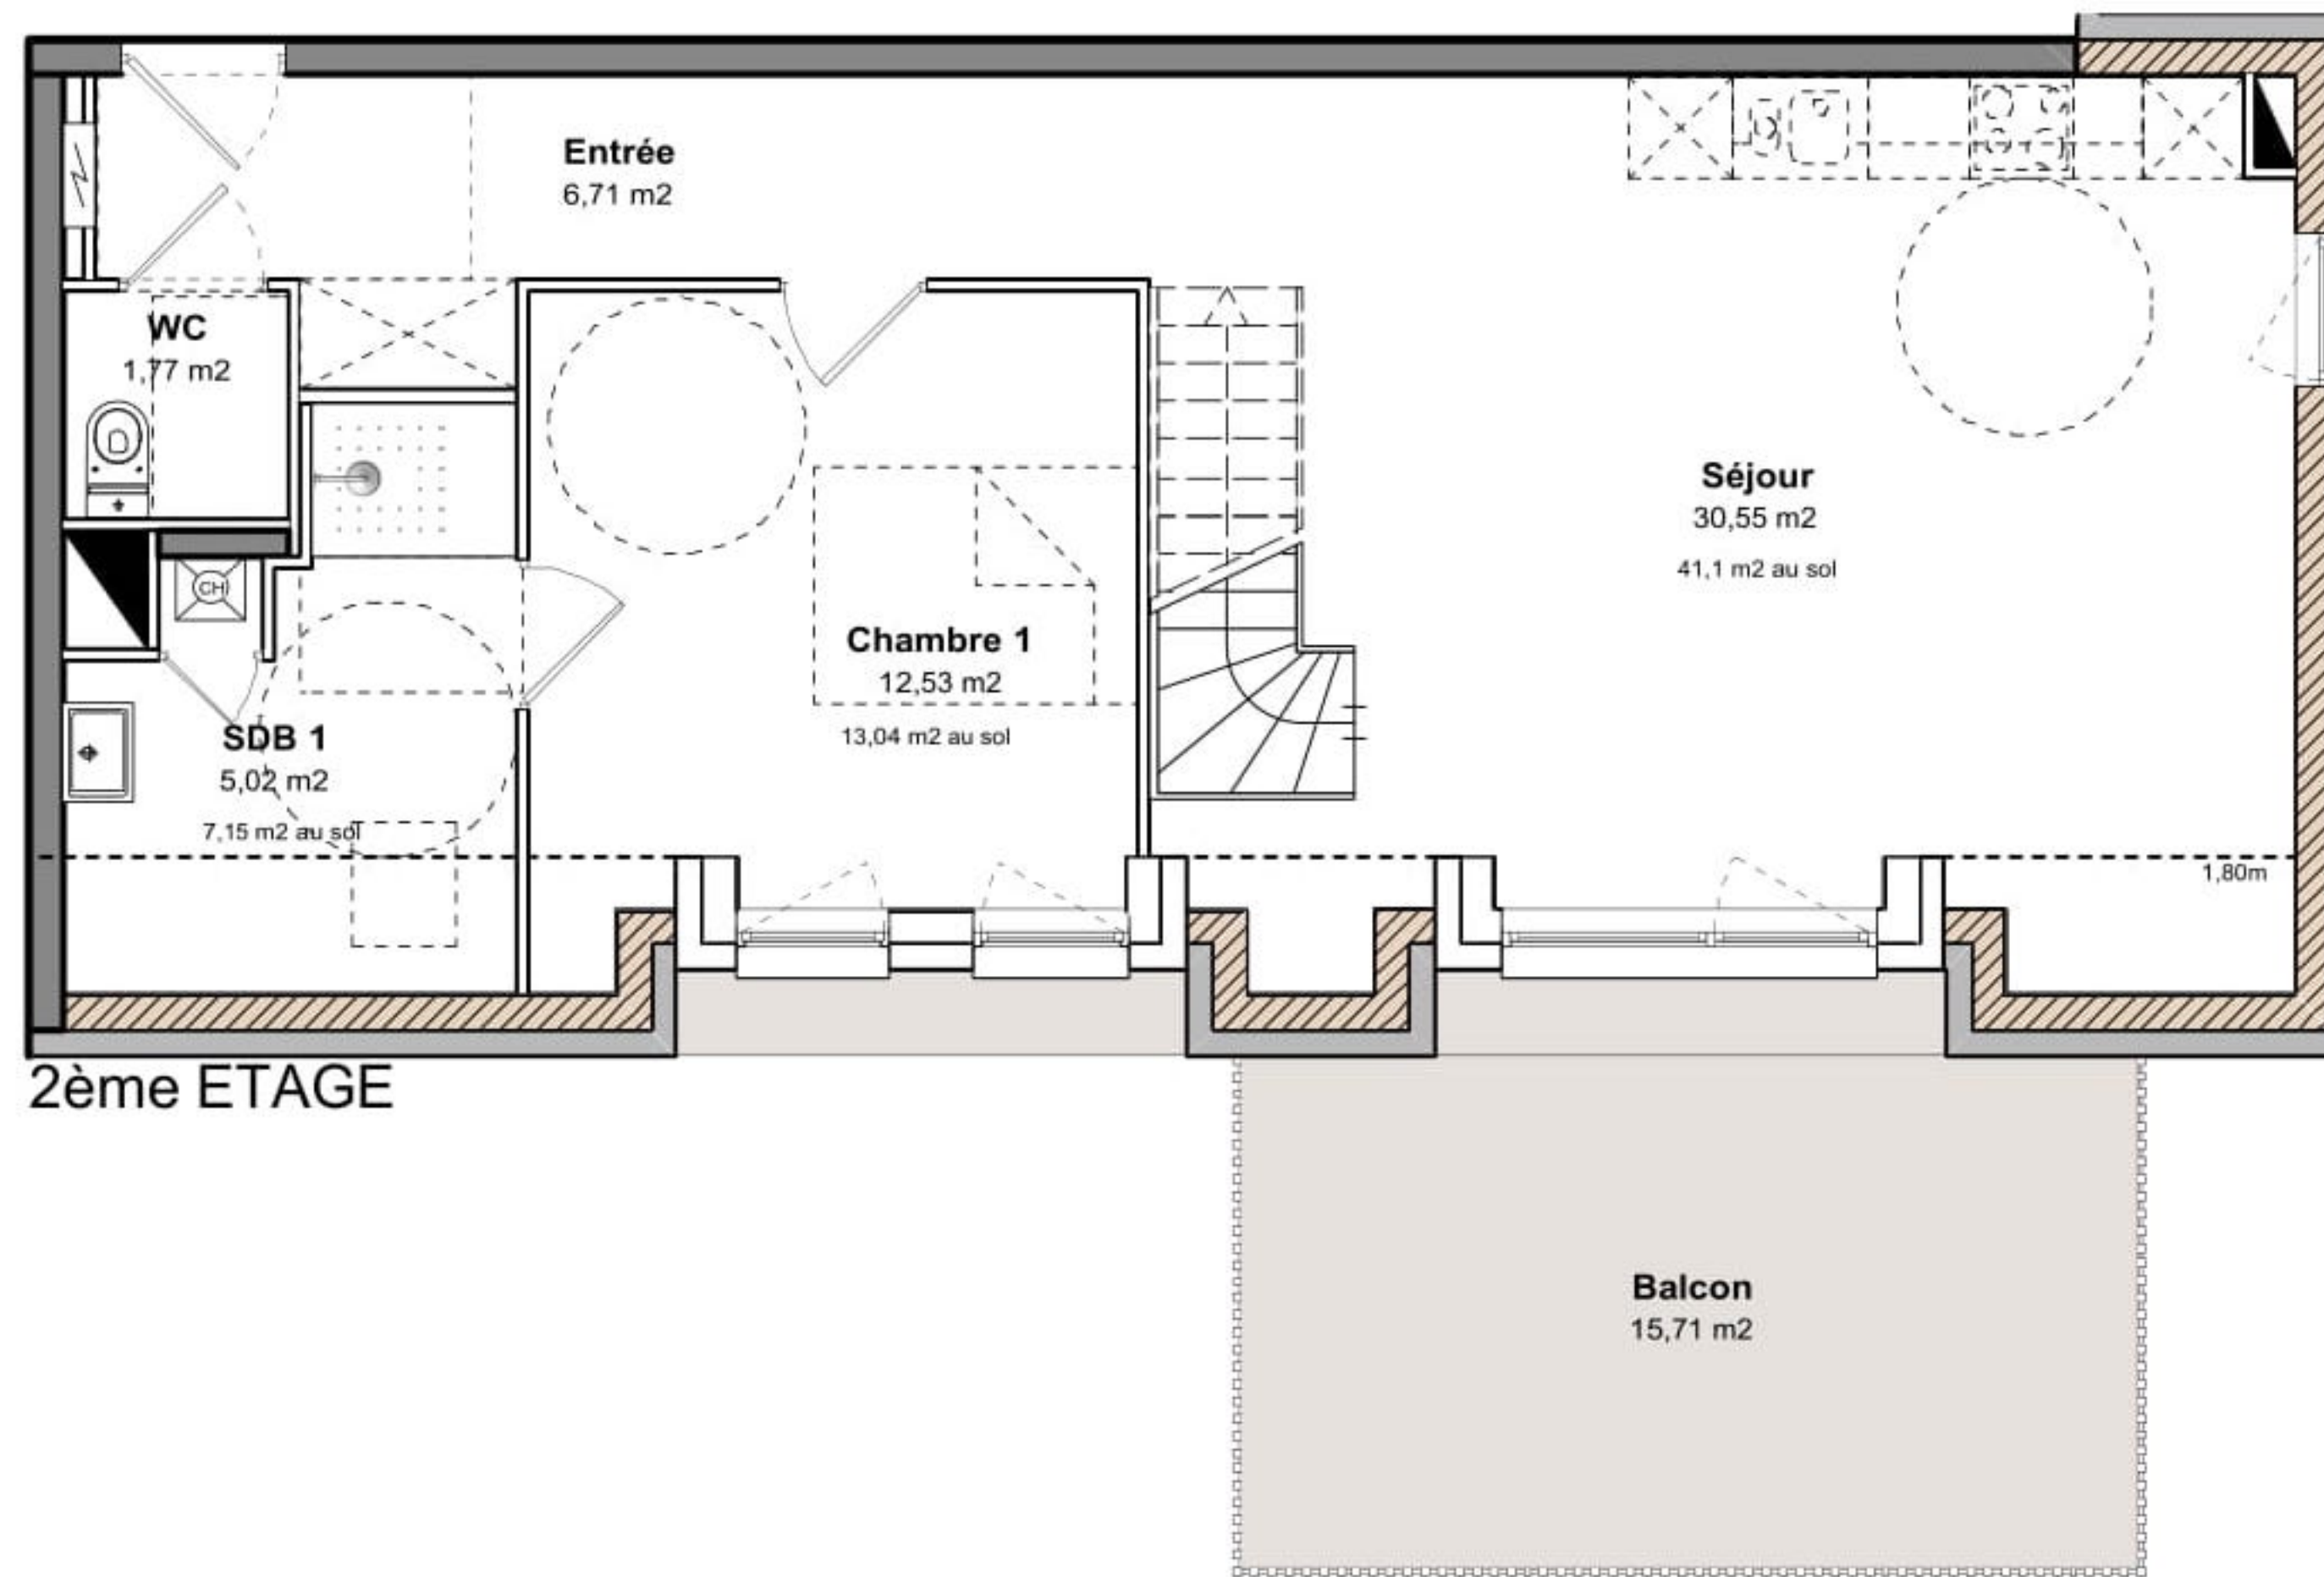 Entrée
6,71 m2
WC
1,77 m2
Séjour
30,55 m2
41,1 m2 au sol
CH
Chambre 1
12,53 m2
13,04 m2 au sol
SDB 1
5,02 m2
7,15 m2 au sol
1,80m
2ème ETAGE
Balcon
15,71 m2